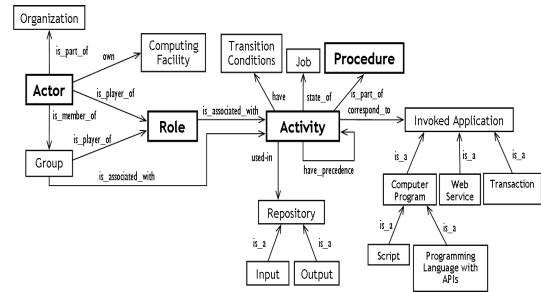 Organization
is_part_of
own
Computing
Facility
Transition
Conditions
Job
Procedure
Actor
is_player_of
is_member_of
have
state_of
is_part_of
correspond_to
Role
is_associated_with
Activity
Invoked Application
is_player_of
Group
is_associated_with
used-in
have_precedence
is_a
is_a
is_a
Computer
Program
Web
Service
Transaction
Repository
is_a
is_a
is_a
is_a
Input
Output
Script
Programming
Language with
APIs